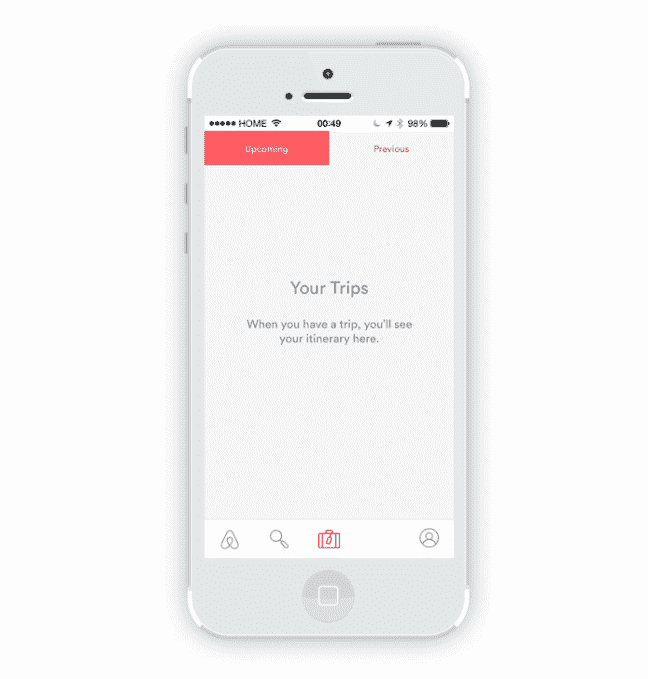 HOME 00:49 98%
Upcoming Previous
Your Trips
When you have a trip, you'll see
your itinerary here.